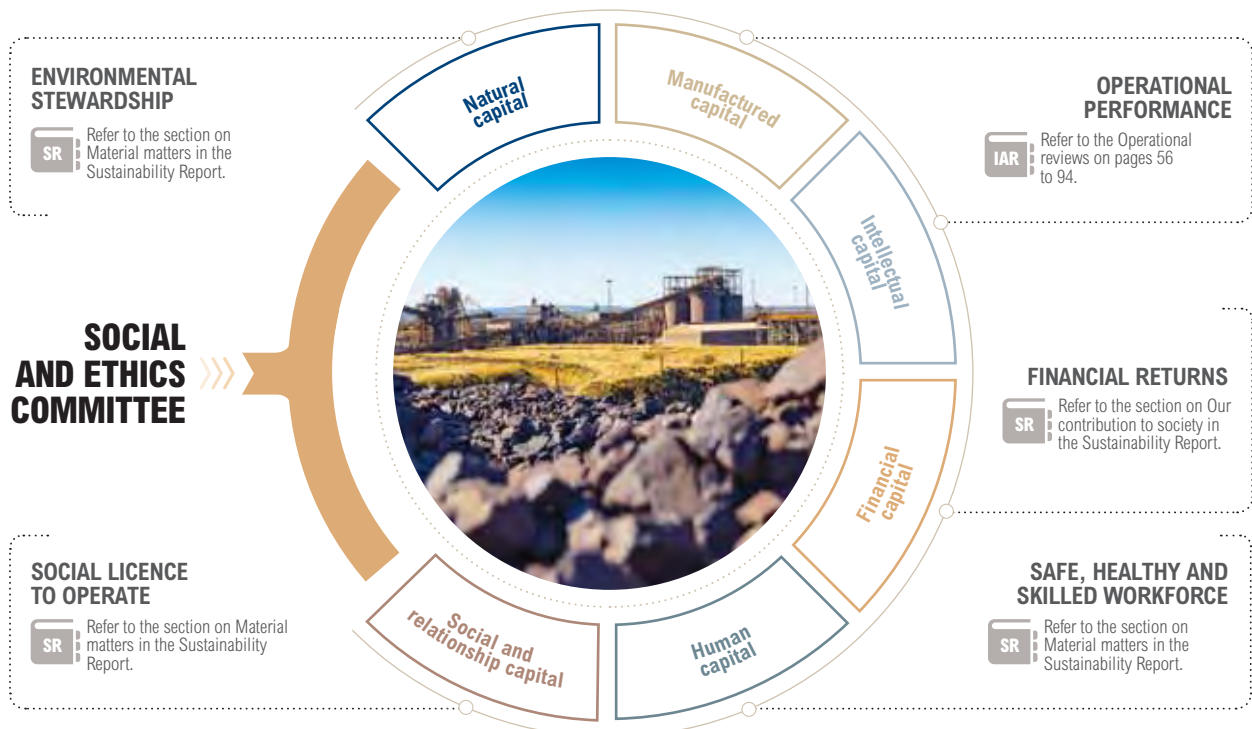 ENVIRONMENTAL
STEWARDSHIP
SR
Refer to the section on
Material matters in the
Sustainability Report.
Natural
capital
Manufactured
capital
OPERATIONAL
PERFORMANCE
IAR
Refer to the Operational
reviews on pages 56
to 94.
Intellectual
capital
SOCIAL
AND ETHICS
COMMITTEE
FINANCIAL RETURNS
SR
Refer to the section on Our
contribution to society in
the Sustainability Report.
Financial
capital
SOCIAL LICENCE
TO OPERATE
SR
Refer to the section on Material
matters in the Sustainability
Report.
Social and
relationship capital
Human
capital
SAFE, HEALTHY AND
SKILLED WORKFORCE
SR
Refer to the section on
Material matters in the
Sustainability Report.